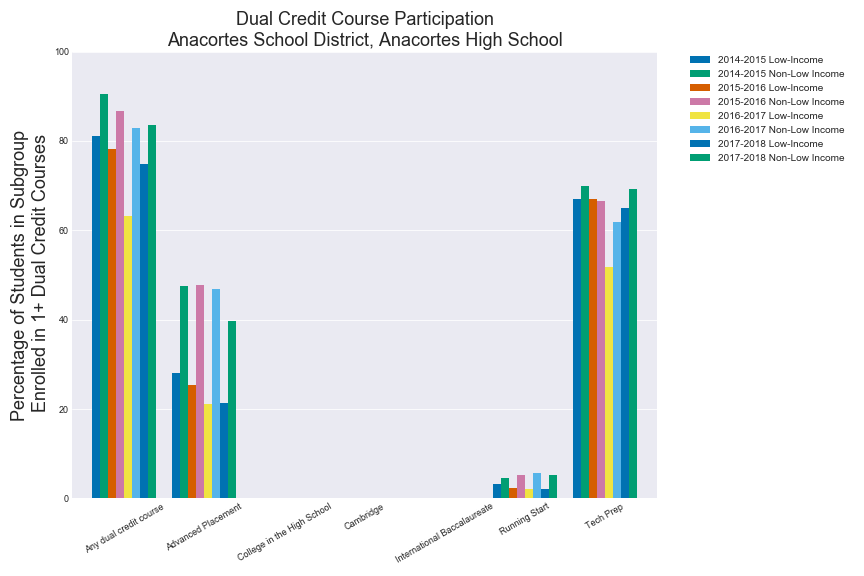 Dual Credit Course Participation
Anacortes School District, Anacortes High School
Percentage of Students in Subgroup
Enrolled in 1+ Dual Credit Courses
100
80
60
40
20
0
Any dual credit course
Advanced Placement
College in the High School
Cambridge
International Baccalaureate
Running Start
Tech Prep
2014-2015 Low-Income
2014-2015 Non-Low Income
2015-2016 Low-Income
2015-2016 Non-Low Income
2016-2017 Low-Income
2016-2017 Non-Low Income
2017-2018 Low-Income
2017-2018 Non-Low Income